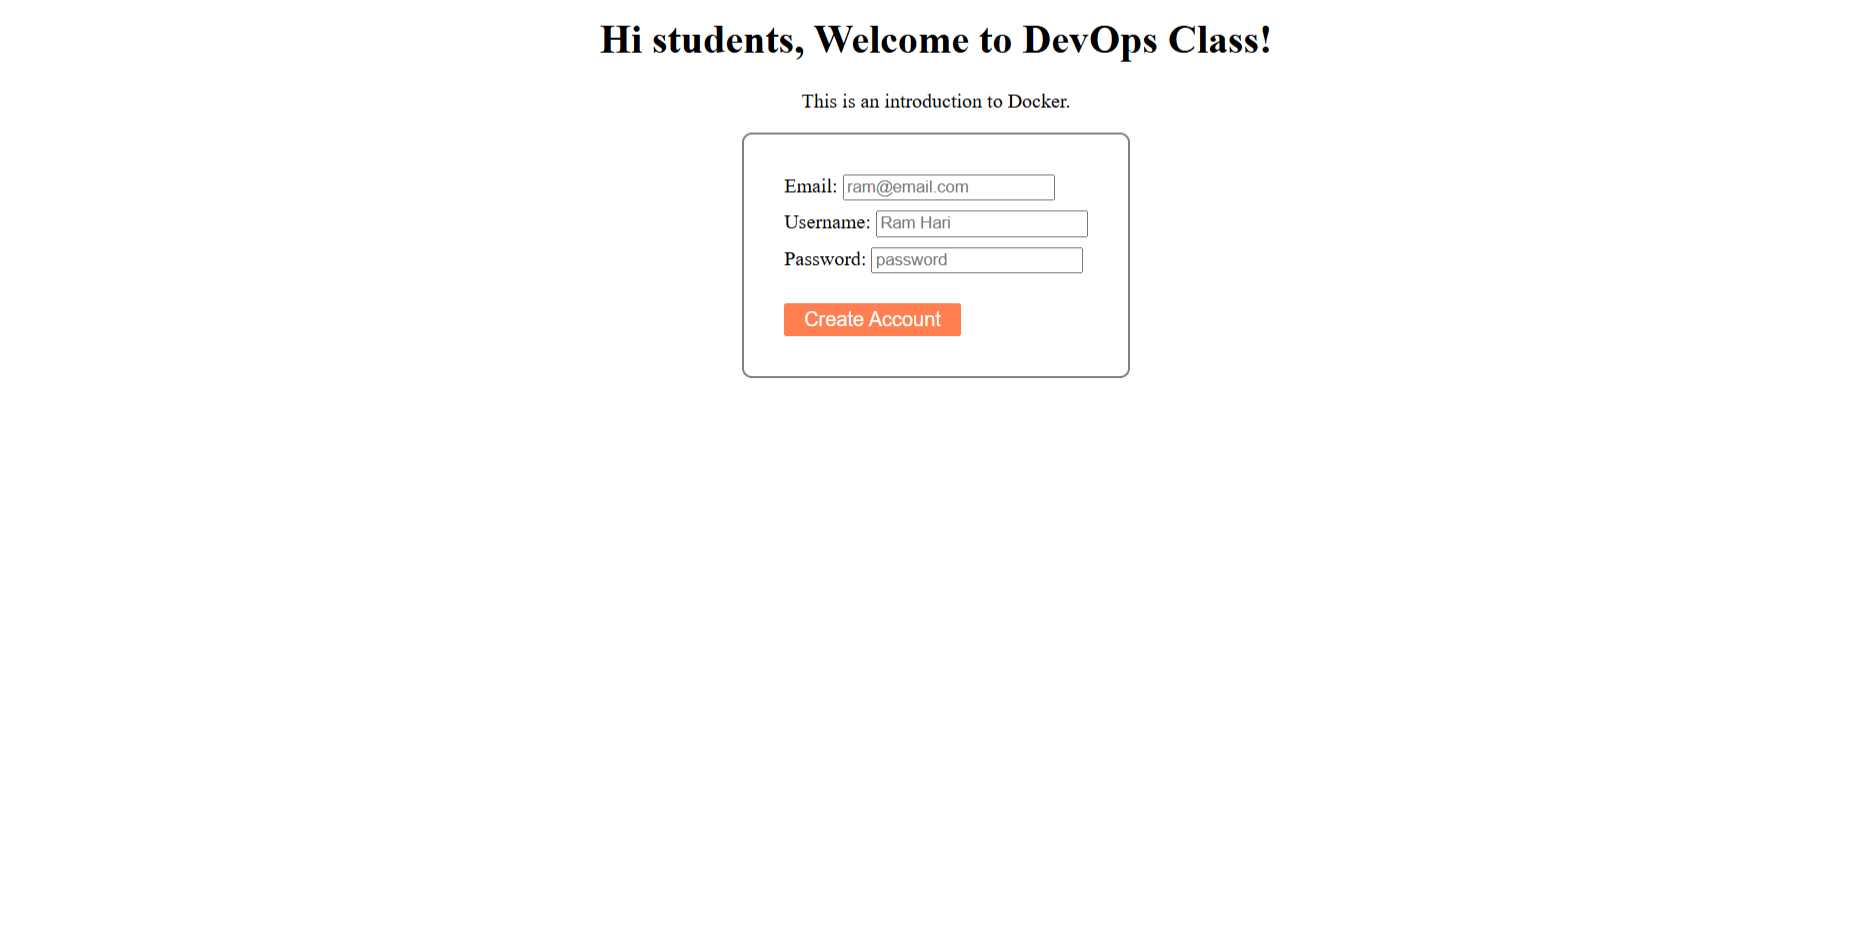 Hi students, Welcome to DevOps Class!
This is an introduction to Docker.
Email: ram@email.com
Username: Ram Hari
Password: password
Create Account